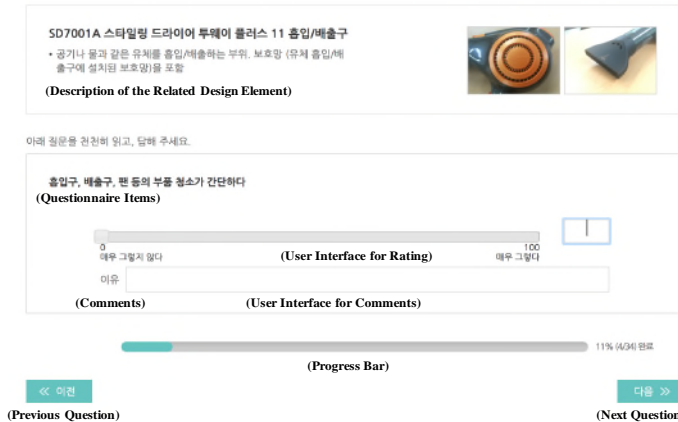 SD7001A 스타일링 드라이어 투웨이 플러스 11 흡입/배출구
• 공기나 물과 같은 유체를 흡입/배출하는 부위. 보호망 (유체 흡입/배
출구에 설치된 보호망)을 포함
(Description of the Related Design Element)
아래 질문을 천천히 읽고, 답해 주세요.
흡입구, 배출구, 팬 등의 부품 청소가 간단하다
(Questionnaire Items)
0
100
매우 그렇지 않다
(User Interface for Rating)
매우 그렇다
이유
(Comments)
(User Interface for Comments)
11% (4/34) 완료
(Progress Bar)
≪ 이전
다음 ≫
(Previous Question)
(Next Question